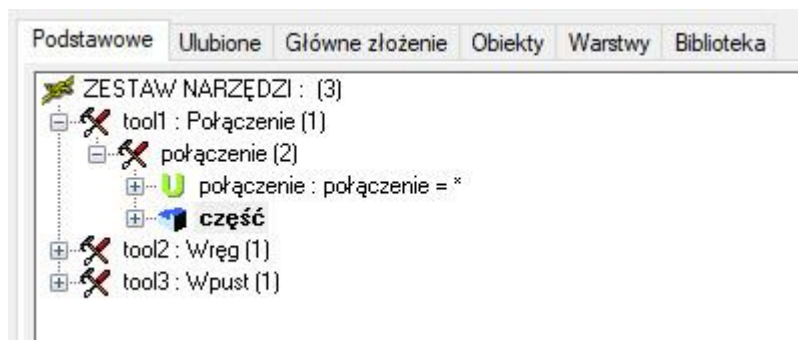 Podstawowe Ulubione Główne złożenie Obiekty Warstwy Biblioteka
ZESTAW NARZĘDZI : (3)
tool1 : Połączenie (1)
połączenie (2)
połączenie : połączenie = *
część
tool2 : Wręg (1)
tool3 : Wpust (1)